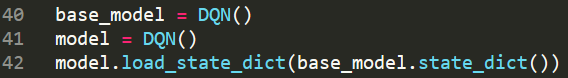 40 base_model = DQN()
41 model = DQN()
42 model.load_state_dict(base_model.state_dict())